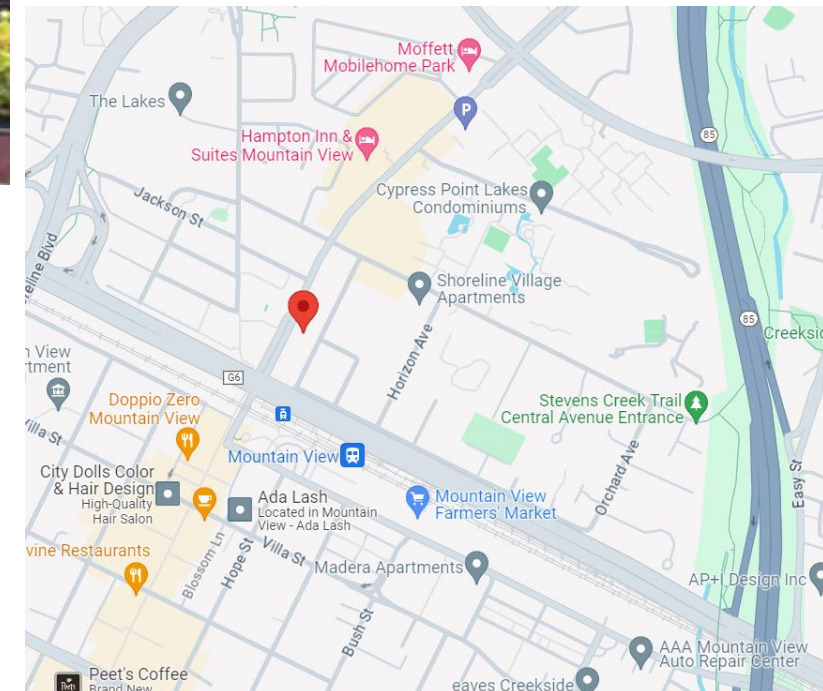 Moffett
Mobilehome Park
P
The Lakes
Hampton Inn &
Suites Mountain View
85
Cypress Point Lakes
Condominiums
Jackson St
eline Blvd
Shoreline Village
Apartments
85
Creeksid
n View
rtment
G6
Horizon Ave
Doppio Zero
Mountain View
Stevens Creek Trail
Central Avenue Entrance
Villa St
Mountain View
Orchard Ave
Easy St
City Dolls Color
& Hair Design
High-Quality
Hair Salon
Ada Lash
Located in Mountain
View - Ada Lash
Mountain View
Farmers' Market
vine Restaurants
Blossom Ln
Hope St
Villa St
Madera Apartments
AP+I Design Inc
Bush St
AAA Mountain View
Auto Repair Center
Peet's Coffee
Brand New
eaves Creekside